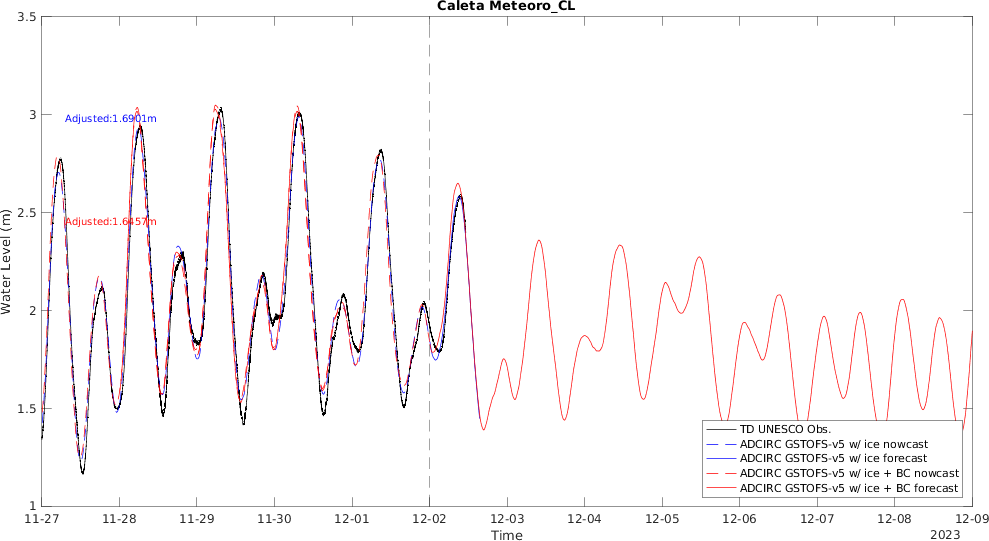 Caleta Meteoro_CL
3.5
3
2.5
2
1.5
1
Water Level (m)
Adjusted:1.6901m
Adjusted:1.6457m
TD UNESCO Obs.
ADCIRC GSTOFS-v5 w/ ice nowcast
ADCIRC GSTOFS-v5 w/ ice forecast
ADCIRC GSTOFS-v5 w/ ice + BC nowcast
ADCIRC GSTOFS-v5 w/ ice + BC forecast
11-27 11-28 11-29 11-30 12-01 12-02 12-03 12-04 12-05 12-06 12-07 12-08 12-09
Time
2023